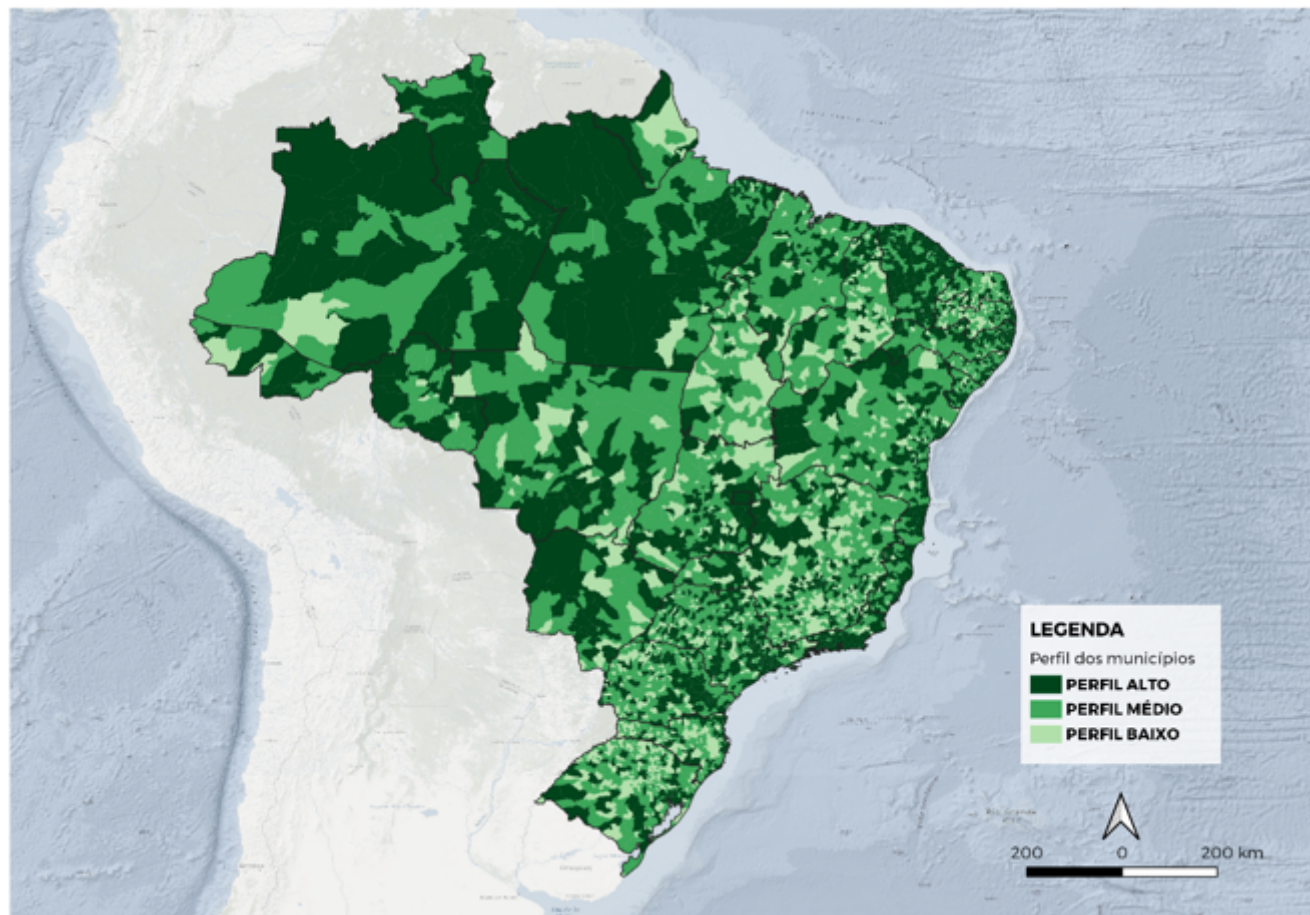 LEGENDA
Perfil dos municípios
PERFIL ALTO
PERFIL MÉDIO
PERFIL BAIXO
200 0 200 km